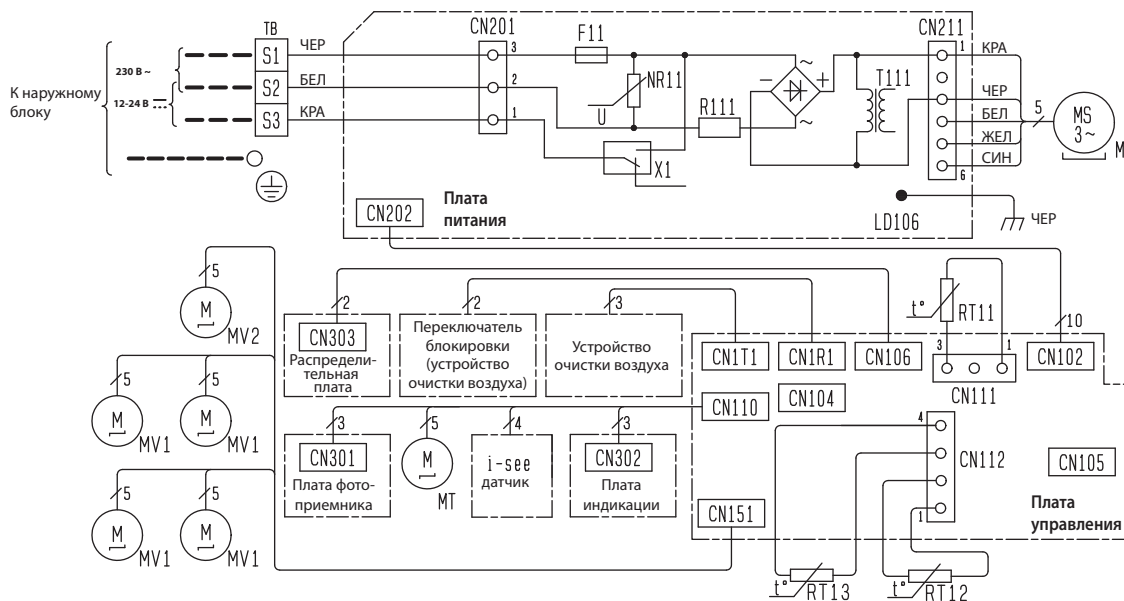 К наружному
блоку
230 В ~
12-24 В
TB
S1
S2
S3
ЧЕР
БЕЛ
КРА
CN201
3
2
1
F11
NR11
U
R111
X1
~
~
-
+
T111
CN211
1
6
КРА
ЧЕР
БЕЛ
ЖЕЛ
СИН
5
MS
3~
M
Плата
питания
CN202
LD106
ЧЕР
5
M
MV2
5
M
MV1
5
M
MV1
5
M
MV1
5
M
MV1
2
CN303
Распредели-
тельная
плата
2
Переключатель
блокировки
(устройство
очистки воздуха)
3
Устройство
очистки воздуха
3
CN301
Плата фото-
приемника
5
M
MT
4
i-see
датчик
3
CN302
Плата
индикации
CN1T1
CN1R1
CN106
CN110
CN104
t°
RT11
3
1
CN111
10
CN102
4
1
CN112
CN105
CN151
Плата
управления
t°
RT13
t°
RT12